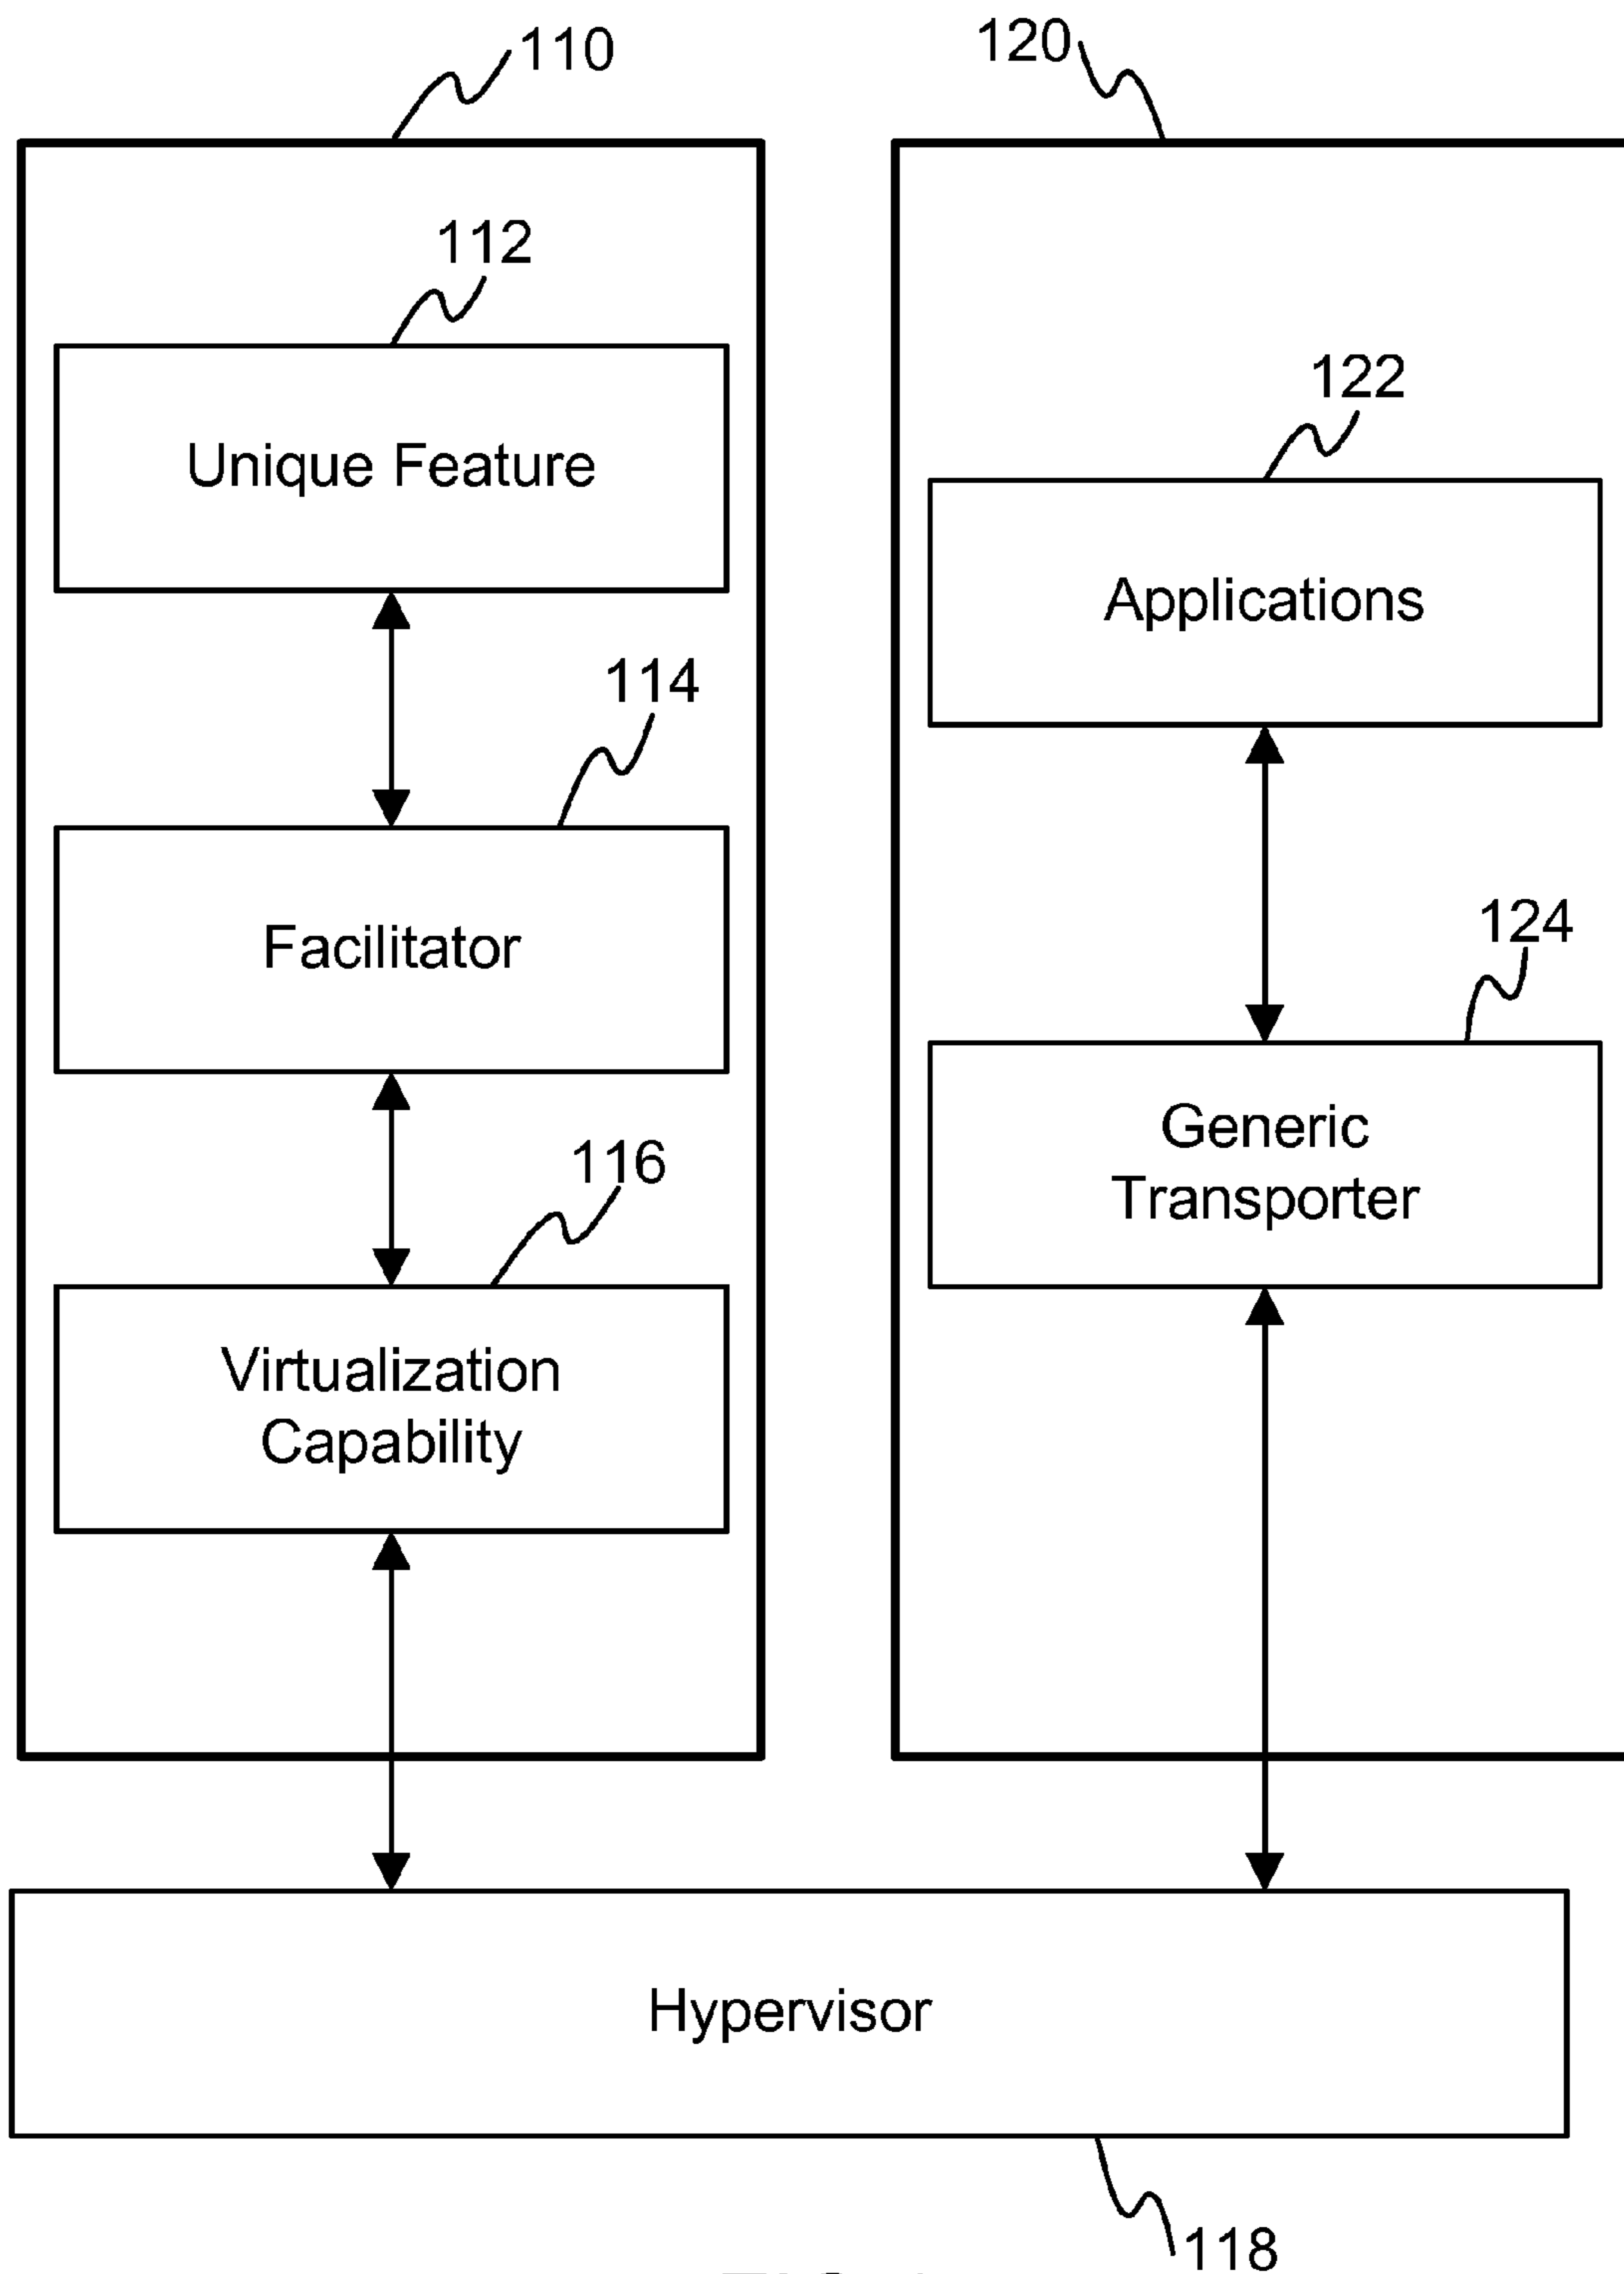 110
120
112
Unique Feature
122
Applications
114
Facilitator
124
Generic
Transporter
116
Virtualization
Capability
Hypervisor
118